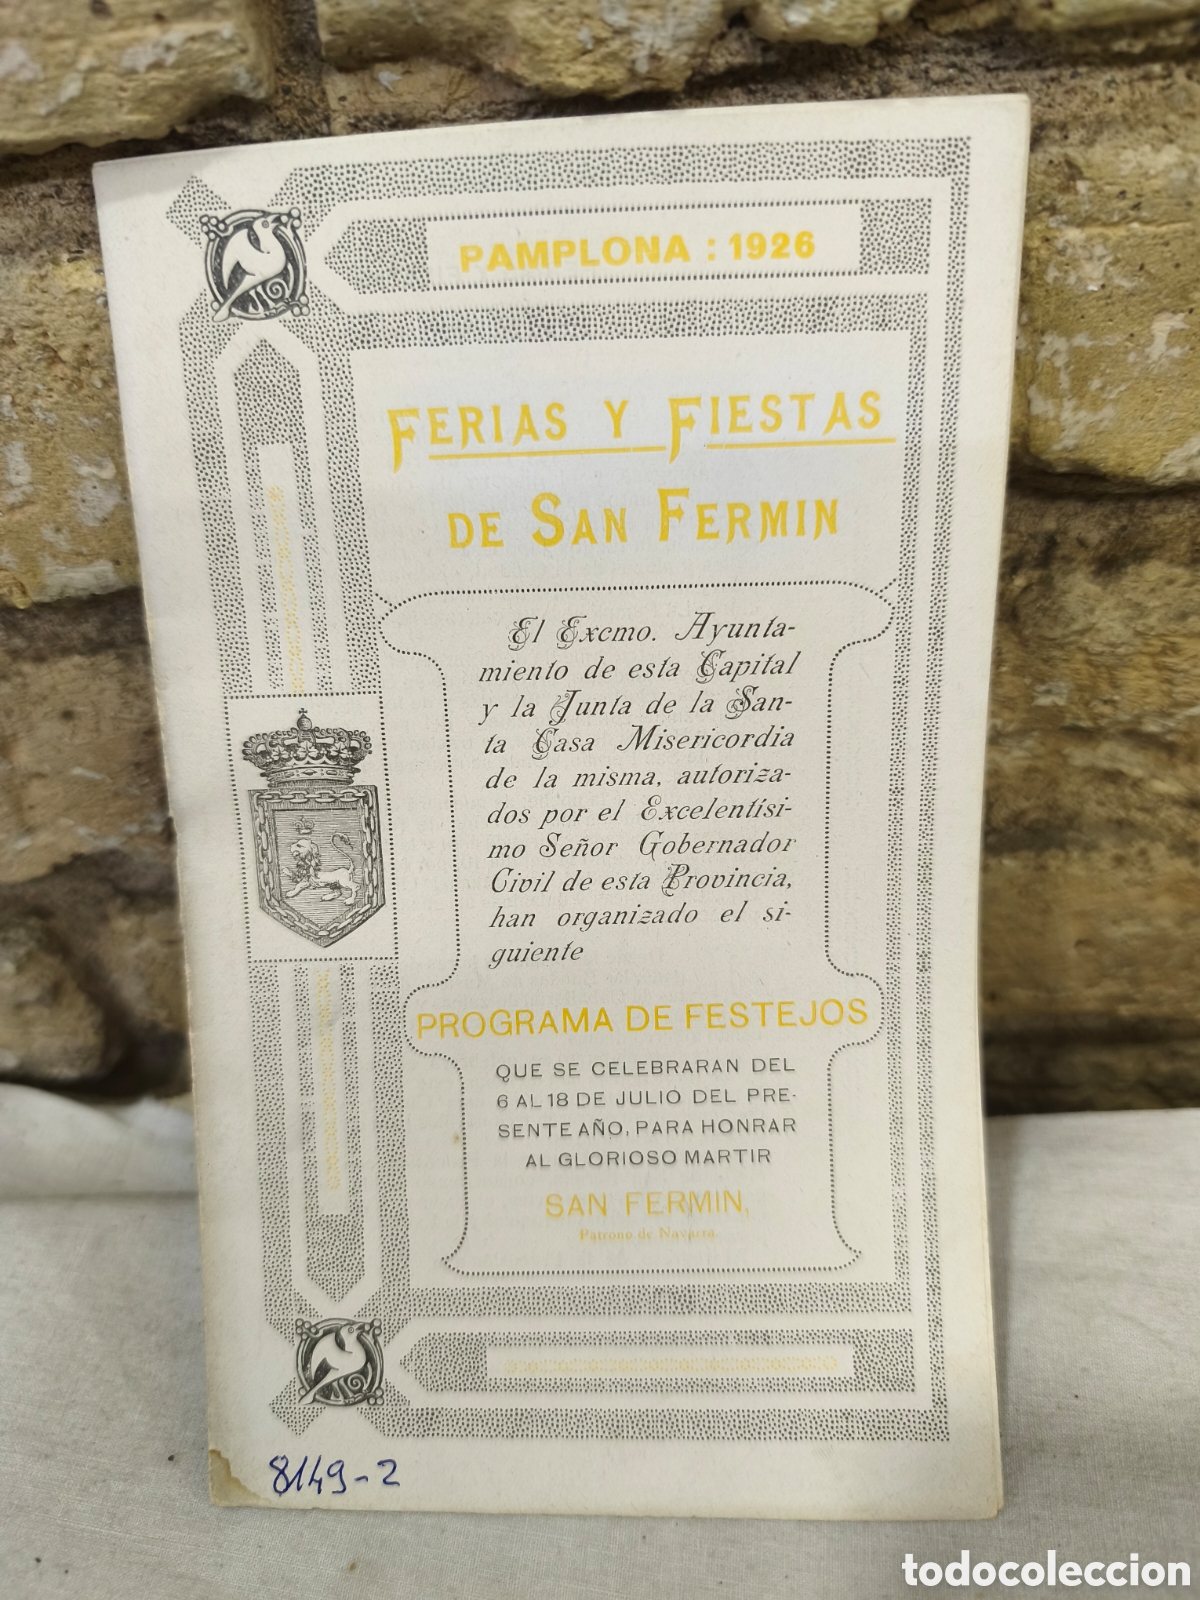 PAMPLONA : 1926
FERIAS Y FIESTAS
DE SAN FERMIN
El Excmo. Ayunta-
miento de esta Capital
y la Junta de la San-
ta Casa Misericordia
de la misma, autoriza-
dos por el Excelentísi-
mo Señor Gobernador
Civil de esta Provincia,
han organizado el si-
guiente
PROGRAMA DE FESTEJOS
QUE SE CELEBRARAN DEL
6 AL 18 DE JULIO DEL PRE-
SENTE AÑO, PARA HONRAR
AL GLORIOSO MARTIR
SAN FERMIN,
Patrono de Navarra
8149-2
todocoleccion